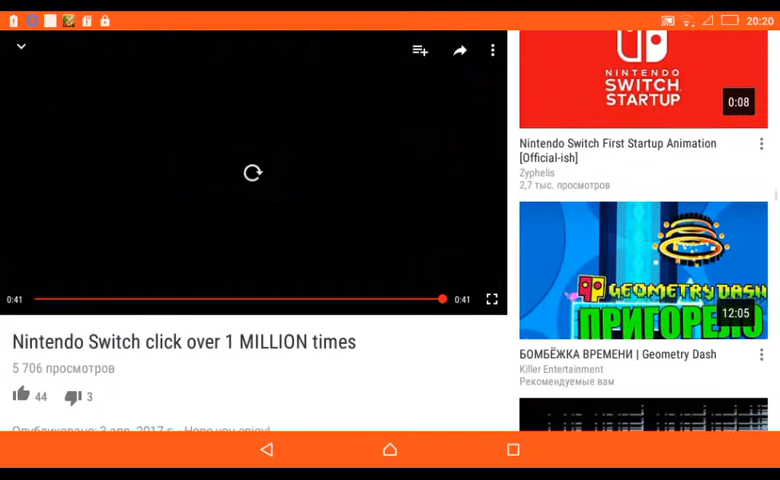 20:20
0:41
0:41
Nintendo Switch click over 1 MILLION times
5 706 просмотров
44
3
Опубликовано: 3 апр. 2017 г. · Hope you enjoy!
NINTENDO
SWITCH
STARTUP
0:08
Nintendo Switch First Startup Animation
[Official-ish]
Zyphelis
2,7 тыс. просмотров
GEOMETRY DASH
ПРИГОРЕЛО
12:05
БОМБЁЖКА ВРЕМЕНИ | Geometry Dash
Killer Entertainment
Рекомендуемые вам